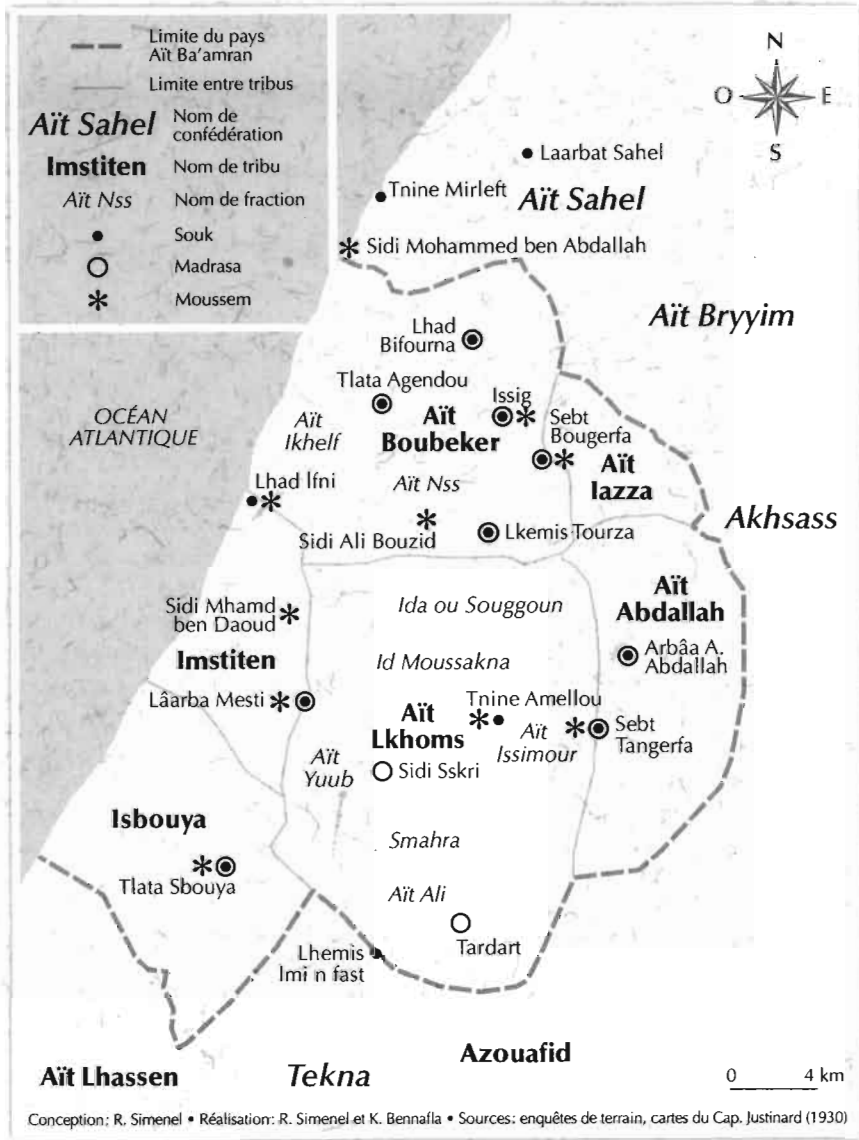 Limite du pays
Aït Ba'amran
Limite entre tribus
Aït Sahel
Nom de
confédération
Imstiten
Nom de tribu
Aït Nss
Nom de fraction
Souk
Madrasa
Moussem
N
O
E
S
Laarbat Sahel
Tnine Mirleft
Aït Sahel
Sidi Mohammed ben Abdallah
Aït Bryyim
Lhad
Bifourna
Tlata Agendou
Issig
OCÉAN
ATLANTIQUE
Aït
Ikhelf
Aït
Boubeker
Sebt
Bougerfa
Aït
Iazza
Lhad Ifni
Aït Nss
Akhsass
Sidi Ali Bouzid
Lkemis Tourza
Ida ou Souggoun
Aït
Abdallah
Sidi Mhamd
ben Daoud
Imstiten
Id Moussakna
Arbâa A.
Abdallah
Lâarba Mesti
Aït
Lkhoms
Tnine Amellou
Aït
Issimour
Sebt
Tangerfa
Aït
Yuub
Sidi Sskri
Isbouya
Smahra
Tlata Sbouya
Aït Ali
Tardart
Lhemis
Imi n fast
Azouafid
Aït Lhassen
Tekna
0 4 km
Conception : R. Simenel • Réalisation : R. Simenel et K. Bennafla • Sources : enquêtes de terrain, cartes du Cap. Justinard (1930)